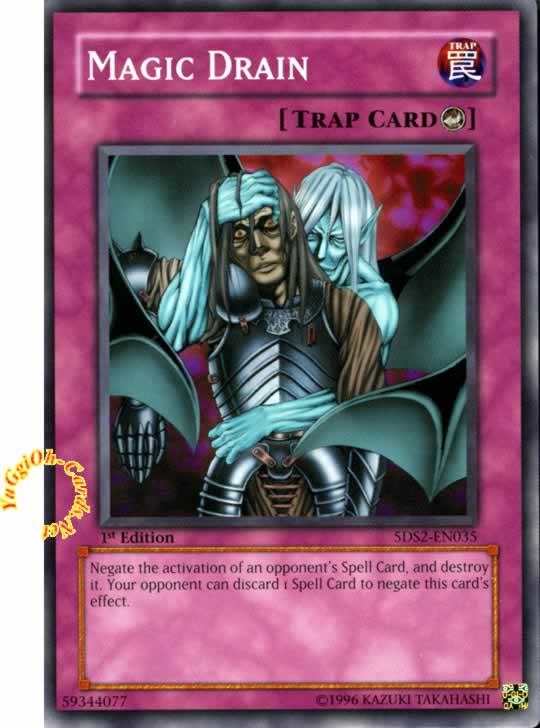 Magic Drain
TRAP
罠
[Trap Card]
YuGgiOh-Cards.Net
1st Edition
5DS2-EN035
Negate the activation of an opponent's Spell Card, and destroy
it. Your opponent can discard 1 Spell Card to negate this card's
effect.
59344077
©1996 KAZUKI TAKAHASHI